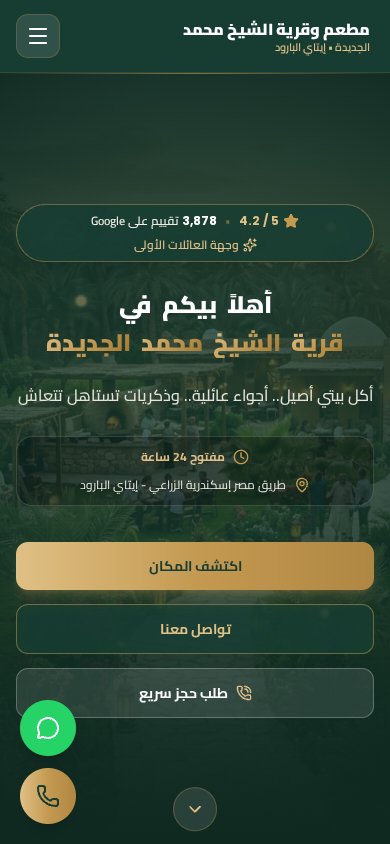 مطعم وقرية الشيخ محمد
الجديدة • إيتاي البارود
4.2 / 5 • 3,878 تقييم على Google
وجهة العائلات الأولى
أهلاً بيكم في
قرية الشيخ محمد الجديدة
أكل بيتي أصيل.. أجواء عائلية.. وذكريات تستاهل تتعاش
مفتوح 24 ساعة
طريق مصر إسكندرية الزراعي - إيتاي البارود
اكتشف المكان
تواصل معنا
طلب حجز سريع